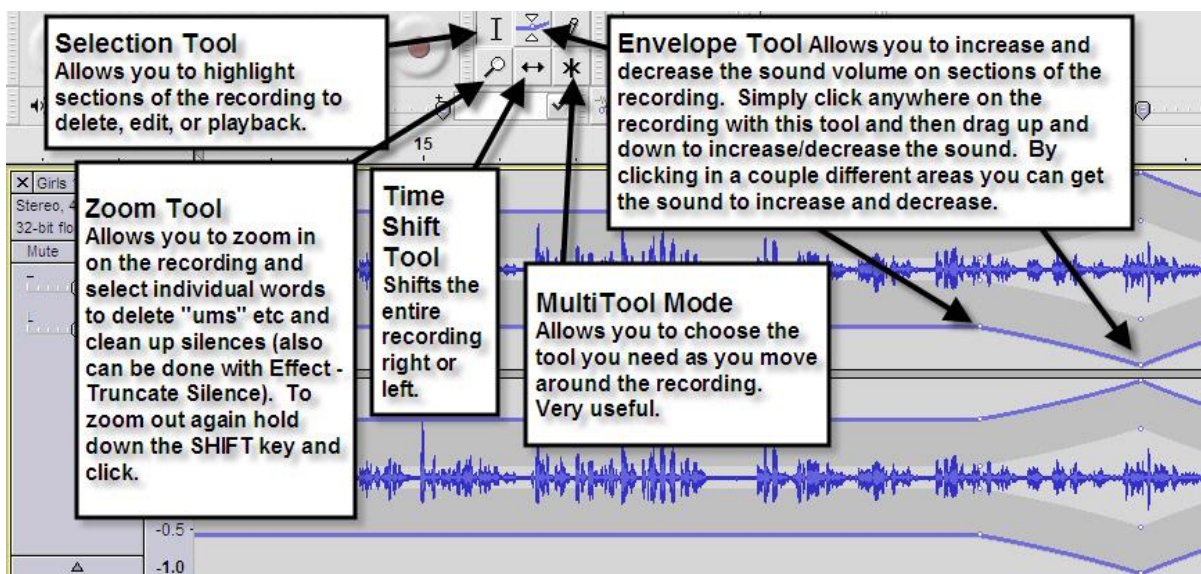 Selection Tool
Allows you to highlight
sections of the recording to
delete, edit, or playback.
Envelope Tool Allows you to increase and
decrease the sound volume on sections of the
recording. Simply click anywhere on the
recording with this tool and then drag up and
down to increase/decrease the sound. By
clicking in a couple different areas you can get
the sound to increase and decrease.
15
Girls
Stereo,
32-bit
Mute
Zoom Tool
Allows you to zoom in
on the recording and
select individual words
to delete "ums" etc and
clean up silences (also
can be done with Effect -
Truncate Silence). To
zoom out again hold
down the SHIFT key and
click.
Time
Shift
Tool
Shifts the
entire
recording
right or
left.
MultiTool Mode
Allows you to choose the
tool you need as you move
around the recording.
Very useful.
-0.5
-1.0